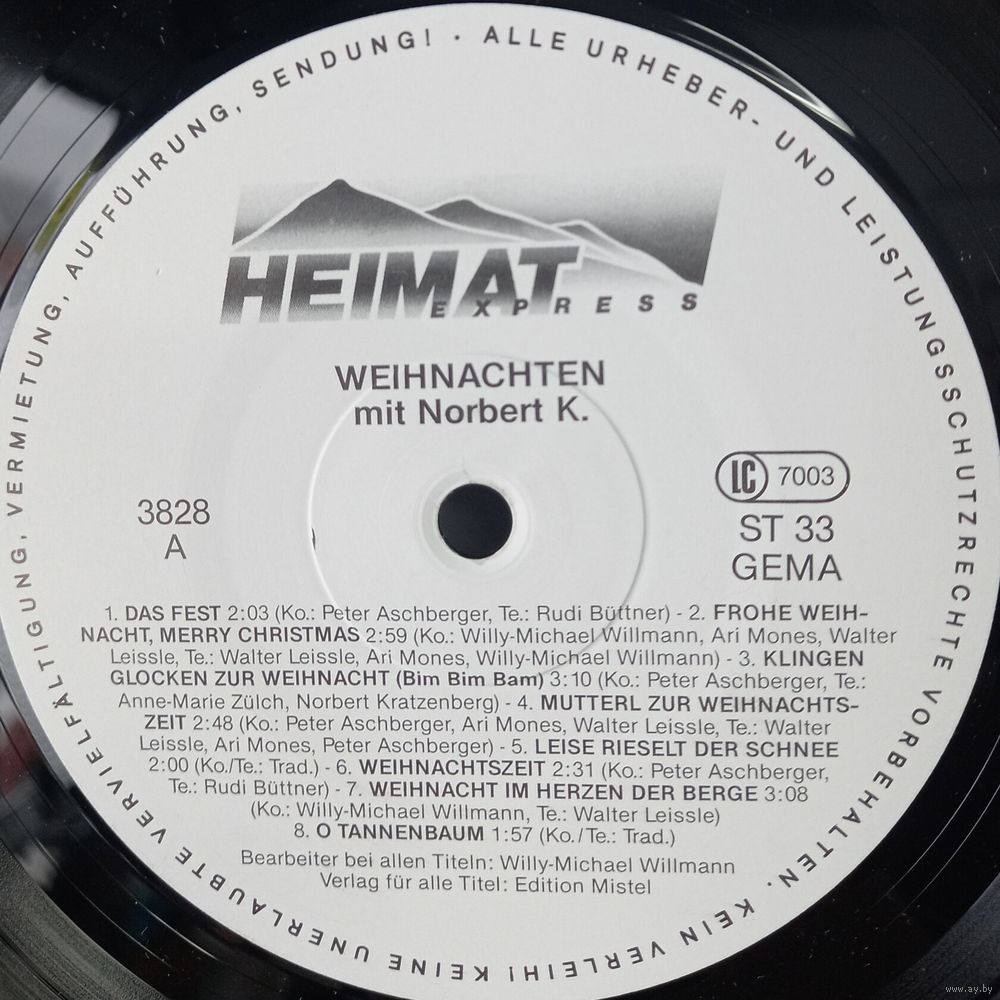 ALLE URHEBER- UND LEISTUNGSSCHUTZRECHTE VORBEHALTEN. KEIN VERLEIH! KEINE UNERLAUBTE VERVIELFÄLTIGUNG, VERMIETUNG, AUFFÜHRUNG, SENDUNG! ·
HEIMAT
EXPRESS
WEIHNACHTEN
mit Norbert K.
3828
A
LC 7003
ST 33
GEMA
1. DAS FEST 2:03 (Ko.: Peter Aschberger, Te.: Rudi Büttner) - 2. FROHE WEIH-
NACHT, MERRY CHRISTMAS 2:59 (Ko.: Willy-Michael Willmann, Ari Mones, Walter
Leissle, Te.: Walter Leissle, Ari Mones, Willy-Michael Willmann) - 3. KLINGEN
GLOCKEN ZUR WEIHNACHT (Bim Bim Bam) 3:10 (Ko.: Peter Aschberger, Te.:
Anne-Marie Zülch, Norbert Kratzenberg) - 4. MUTTERL ZUR WEIHNACHTS-
ZEIT 2:48 (Ko.: Peter Aschberger, Ari Mones, Walter Leissle, Te.: Walter
Leissle, Ari Mones, Peter Aschberger) - 5. LEISE RIESELT DER SCHNEE
2:00 (Ko./Te.: Trad.) - 6. WEIHNACHTSZEIT 2:31 (Ko.: Peter Aschberger,
Te.: Rudi Büttner) - 7. WEIHNACHT IM HERZEN DER BERGE 3:08
(Ko.: Willy-Michael Willmann, Te.: Walter Leissle)
8. O TANNENBAUM 1:57 (Ko./Te.: Trad.)
Bearbeiter bei allen Titeln: Willy-Michael Willmann
Verlag für alle Titel: Edition Mistel
www.ay.by